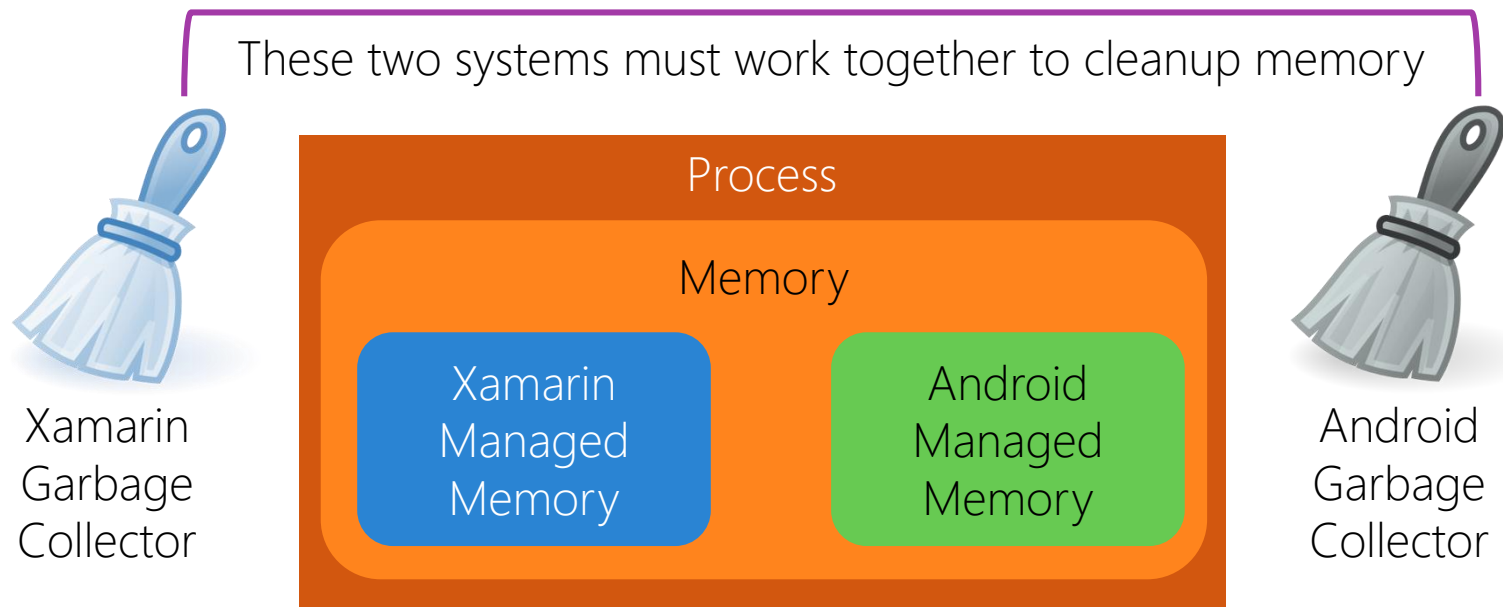 These two systems must work together to cleanup memory
Process
Memory
Xamarin
Managed
Memory
Android
Managed
Memory
Xamarin
Garbage
Collector
Android
Garbage
Collector